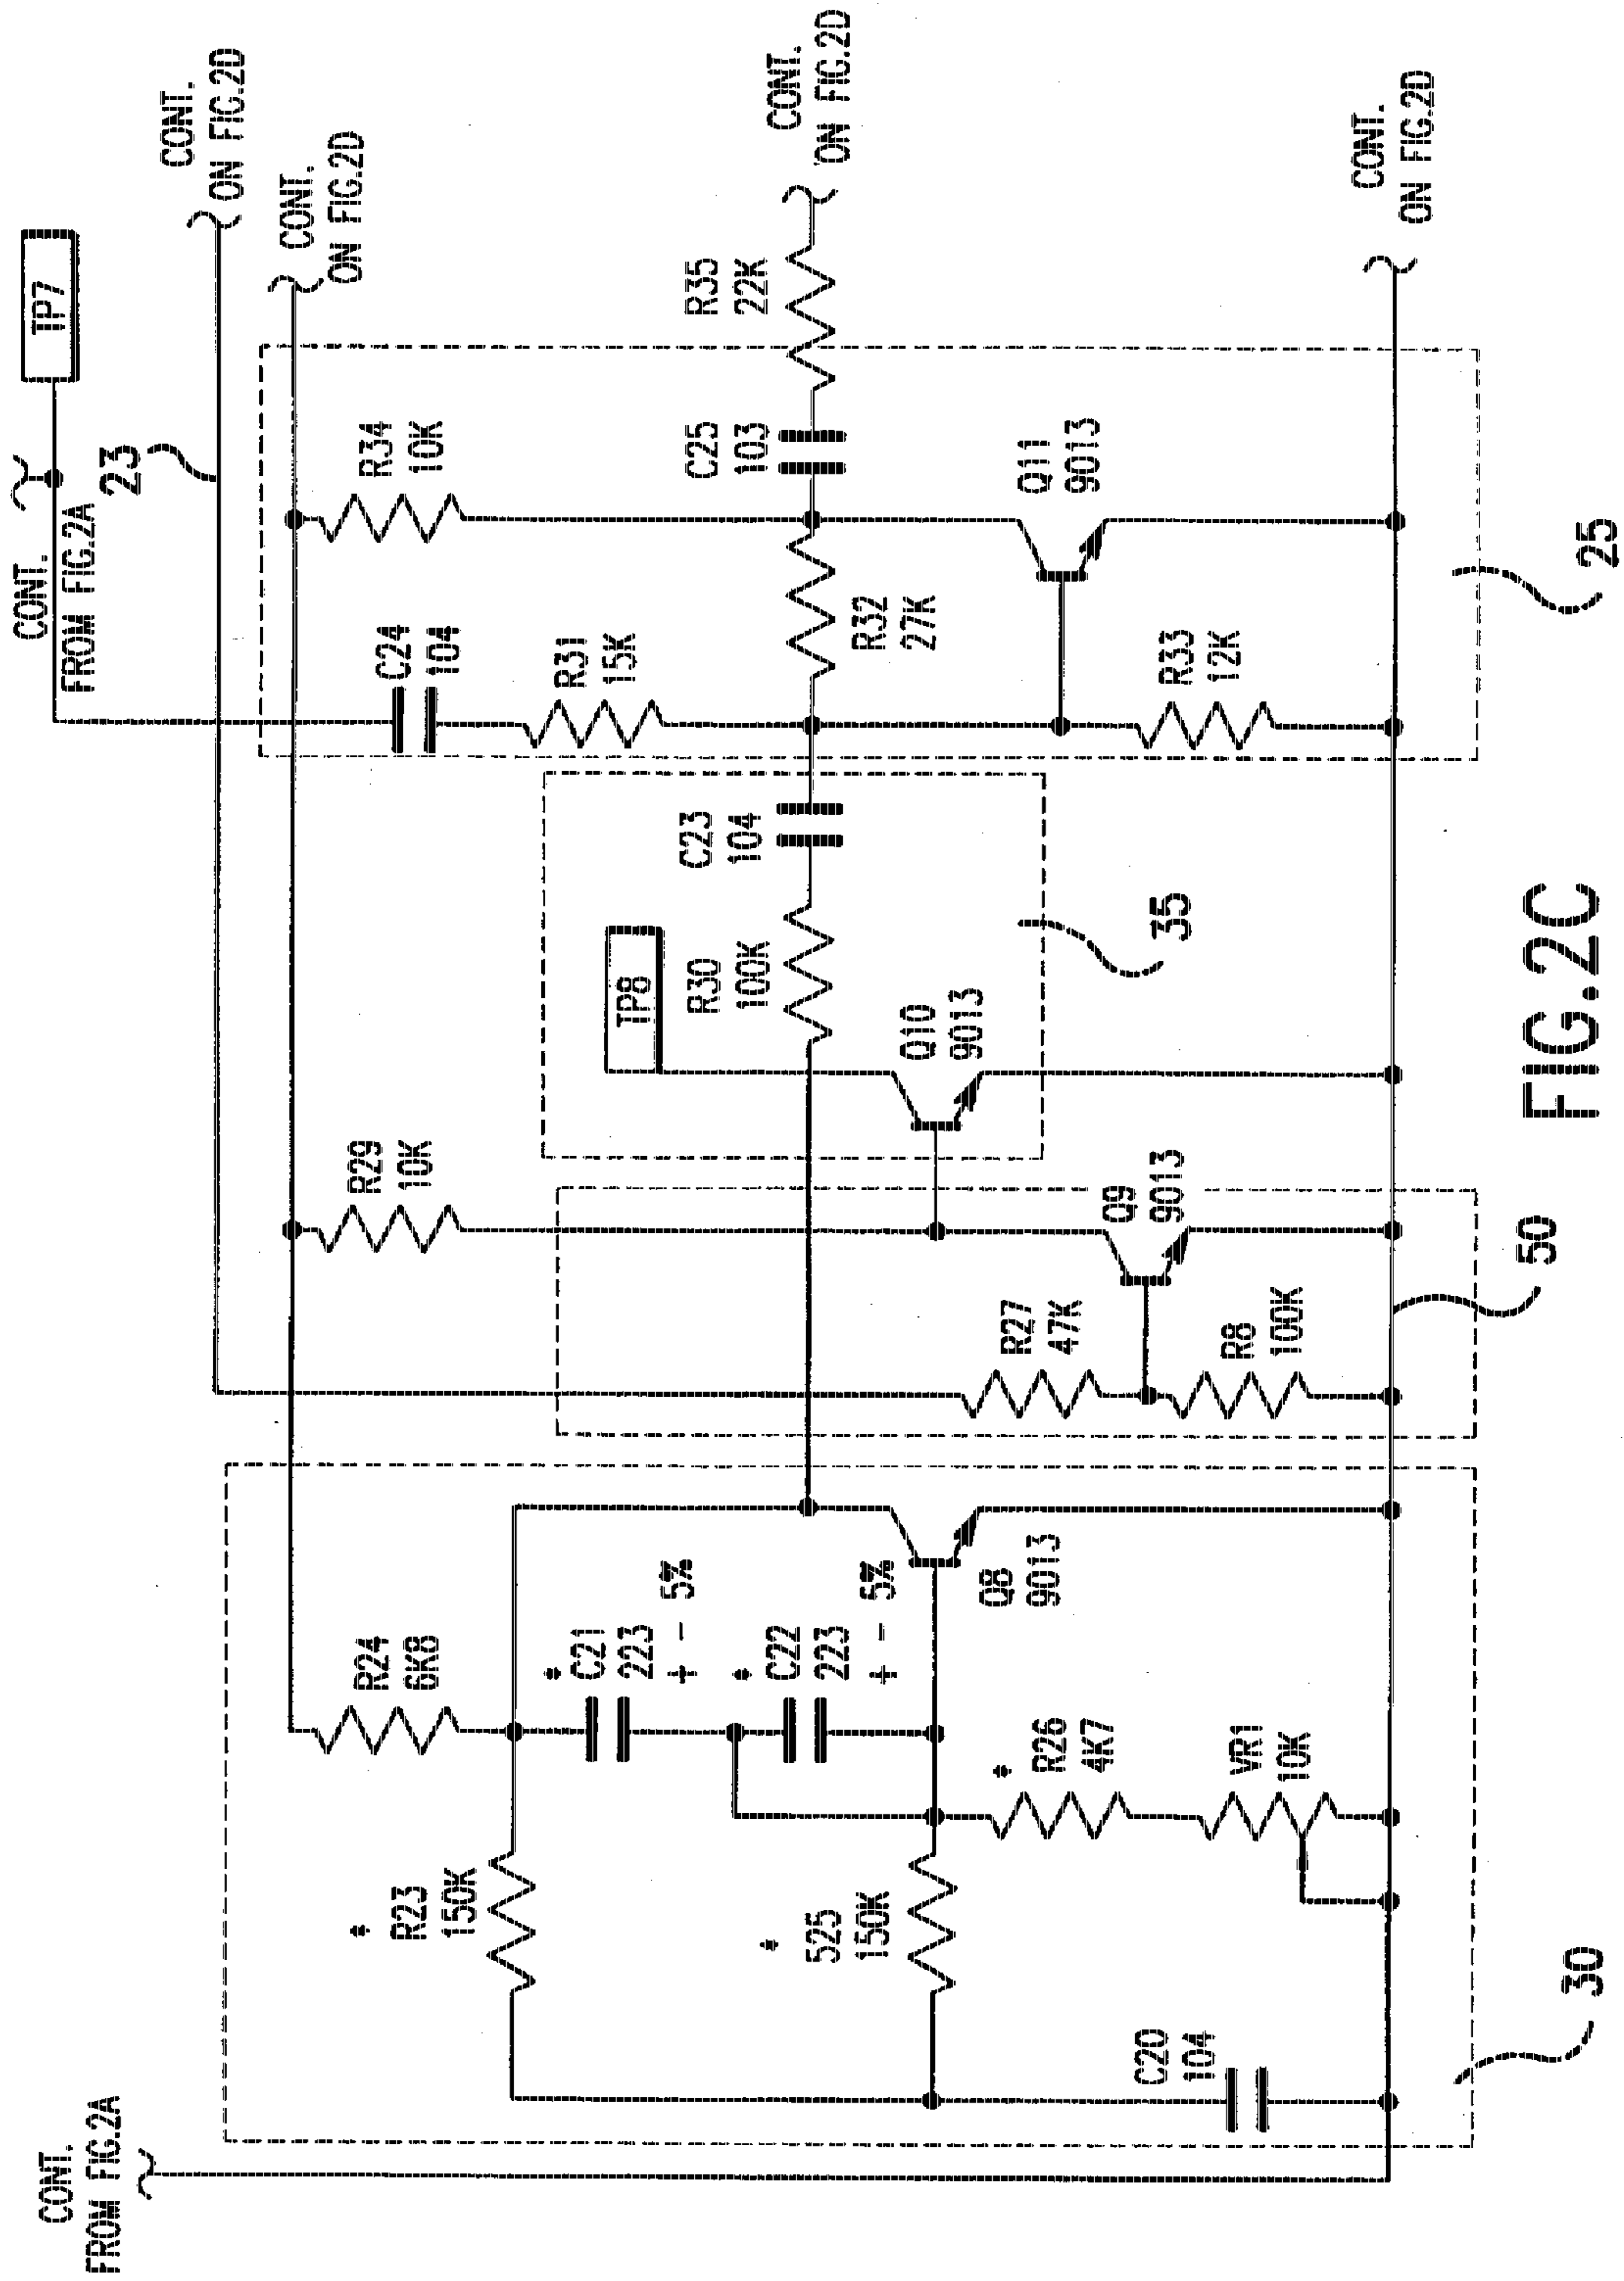 CONT.
FROM FIG.2A
CONT.
FROM FIG.2A
TP7
CONT.
ON FIG.2D
23
CONT.
ON FIG.2D
R24
6K8
R29
10K
C24
104
R34
10K
R31
15K
* R23
150K
* C21
223
+ - 5%
* C22
223
+ - 5%
TP8
R30
100K
C23
104
R32
27K
C25
103
R35
22K
CONT.
ON FIG.2D
* 525
150K
Q8
9013
Q10
9013
* R26
4K7
R27
47K
Q9
9013
Q11
9013
C20
104
VR1
10K
R8
100K
35
R33
12K
CONT.
ON FIG.2D
30
50
25
FIG.2C